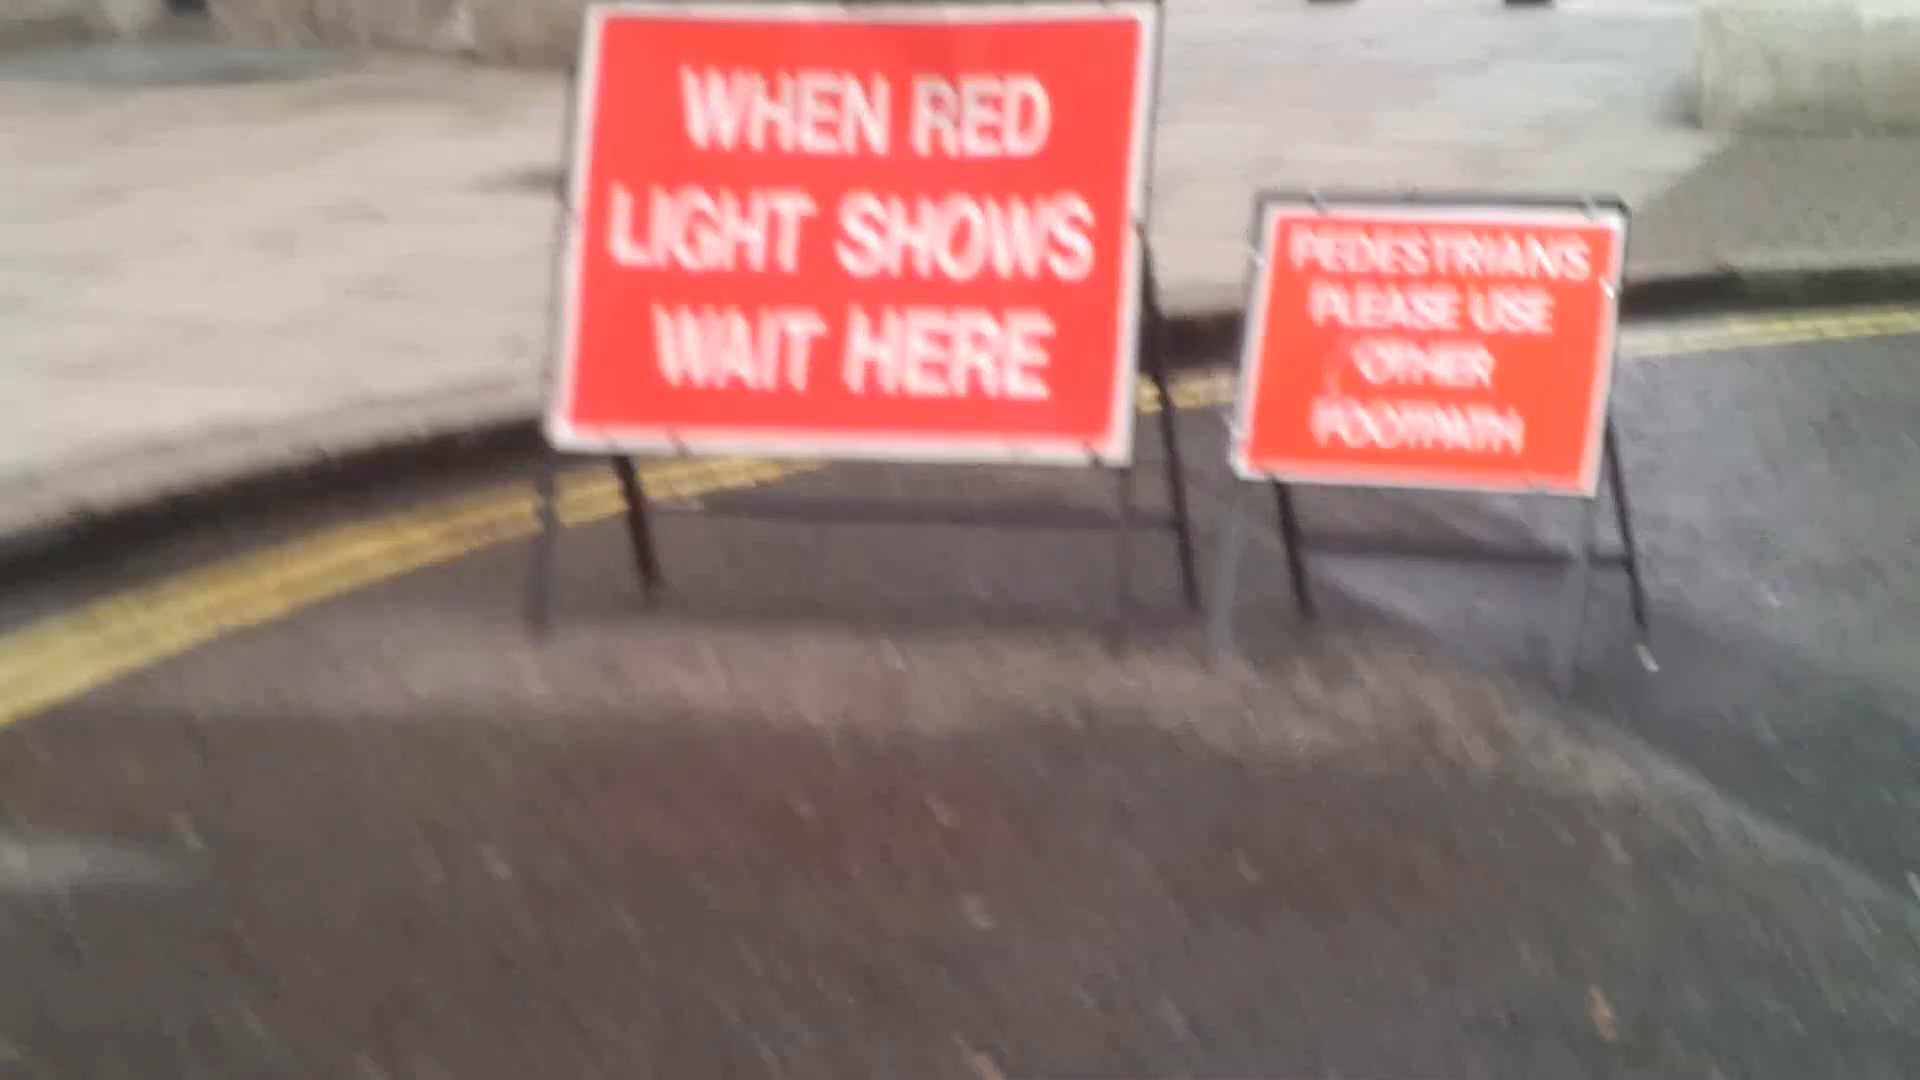 WHEN RED
LIGHT SHOWS
WAIT HERE
PEDESTRIANS
PLEASE USE
OTHER
FOOTPATH